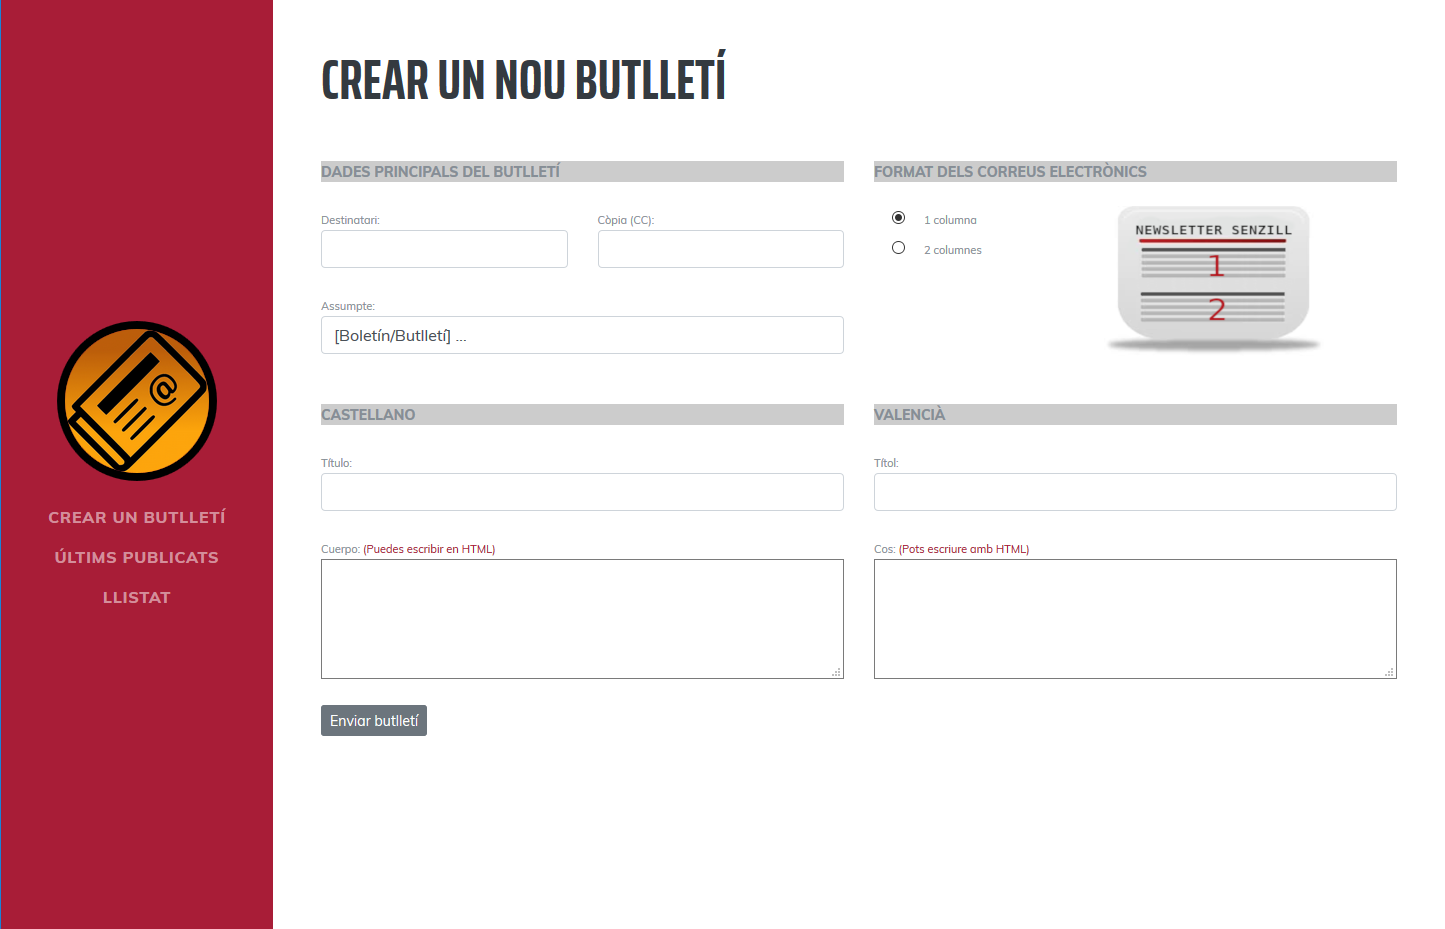 CREAR UN NOU BUTLLETÍ
DADES PRINCIPALS DEL BUTLLETÍ
Destinatari:
Còpia (CC):
Assumpte:
[Boletín/Butlletí] ...
FORMAT DELS CORREUS ELECTRÒNICS
1 columna
2 columnes
NEWSLETTER SENZILL
1
2
CASTELLANO
Título:
Cuerpo: (Puedes escribir en HTML)
VALENCIÀ
Títol:
Cos: (Pots escriure amb HTML)
Enviar butlletí
@
CREAR UN BUTLLETÍ
ÚLTIMS PUBLICATS
LLISTAT